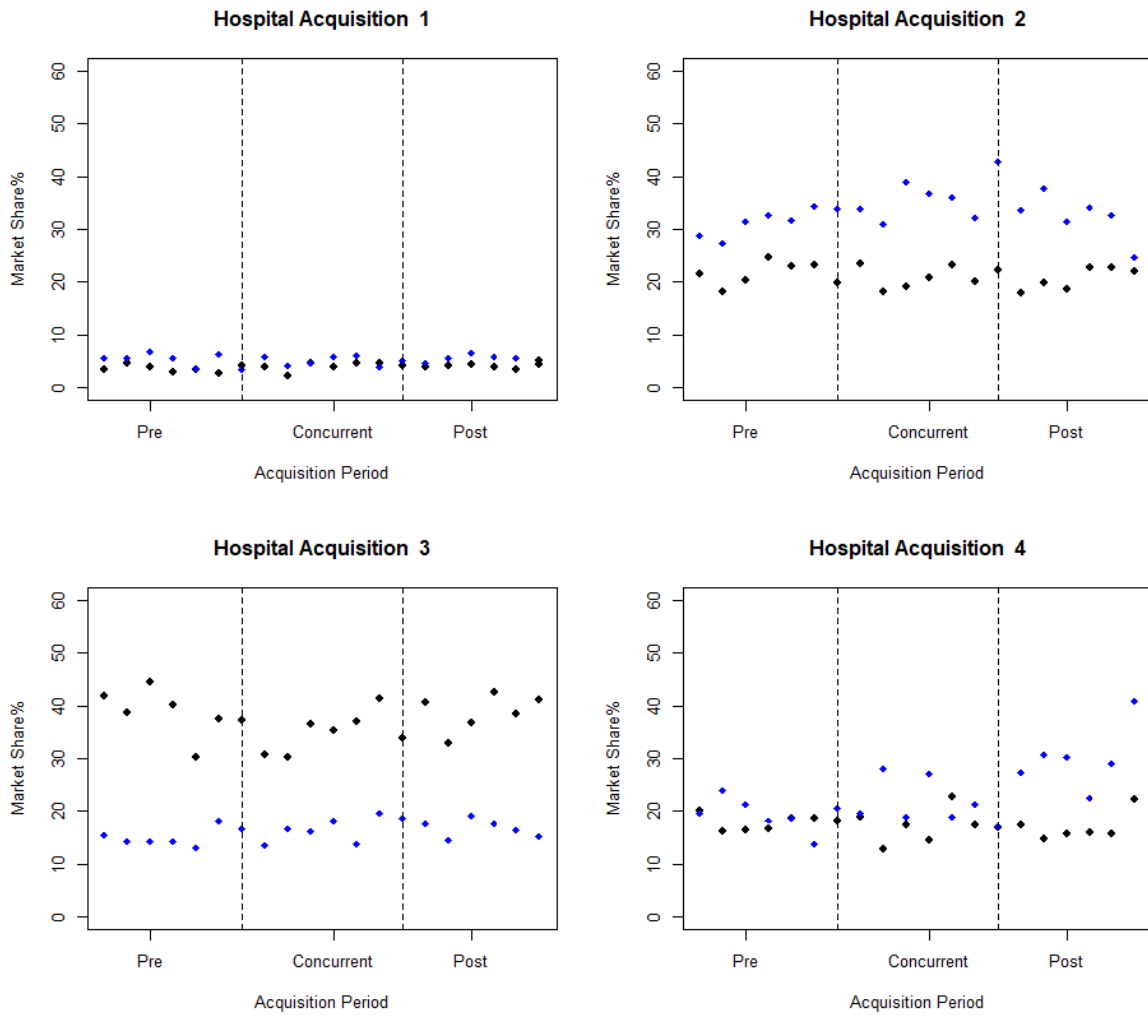 Hospital Acquisition 1
Market Share%
60
50
40
30
20
10
0
Pre
Concurrent
Post
Acquisition Period
Hospital Acquisition 2
Market Share%
60
50
40
30
20
10
0
Pre
Concurrent
Post
Acquisition Period
Hospital Acquisition 3
Market Share%
60
50
40
30
20
10
0
Pre
Concurrent
Post
Acquisition Period
Hospital Acquisition 4
Market Share%
60
50
40
30
20
10
0
Pre
Concurrent
Post
Acquisition Period